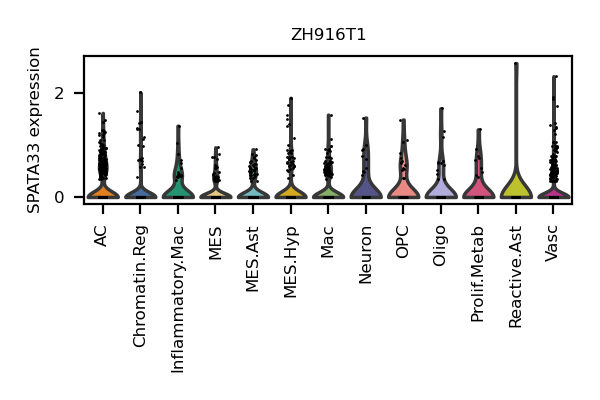 ZH916T1
SPATA33 expression
2
0
AC
Chromatin.Reg
Inflammatory.Mac
MES
MES.Ast
MES.Hyp
Mac
Neuron
OPC
Oligo
Prolif.Metab
Reactive.Ast
Vasc